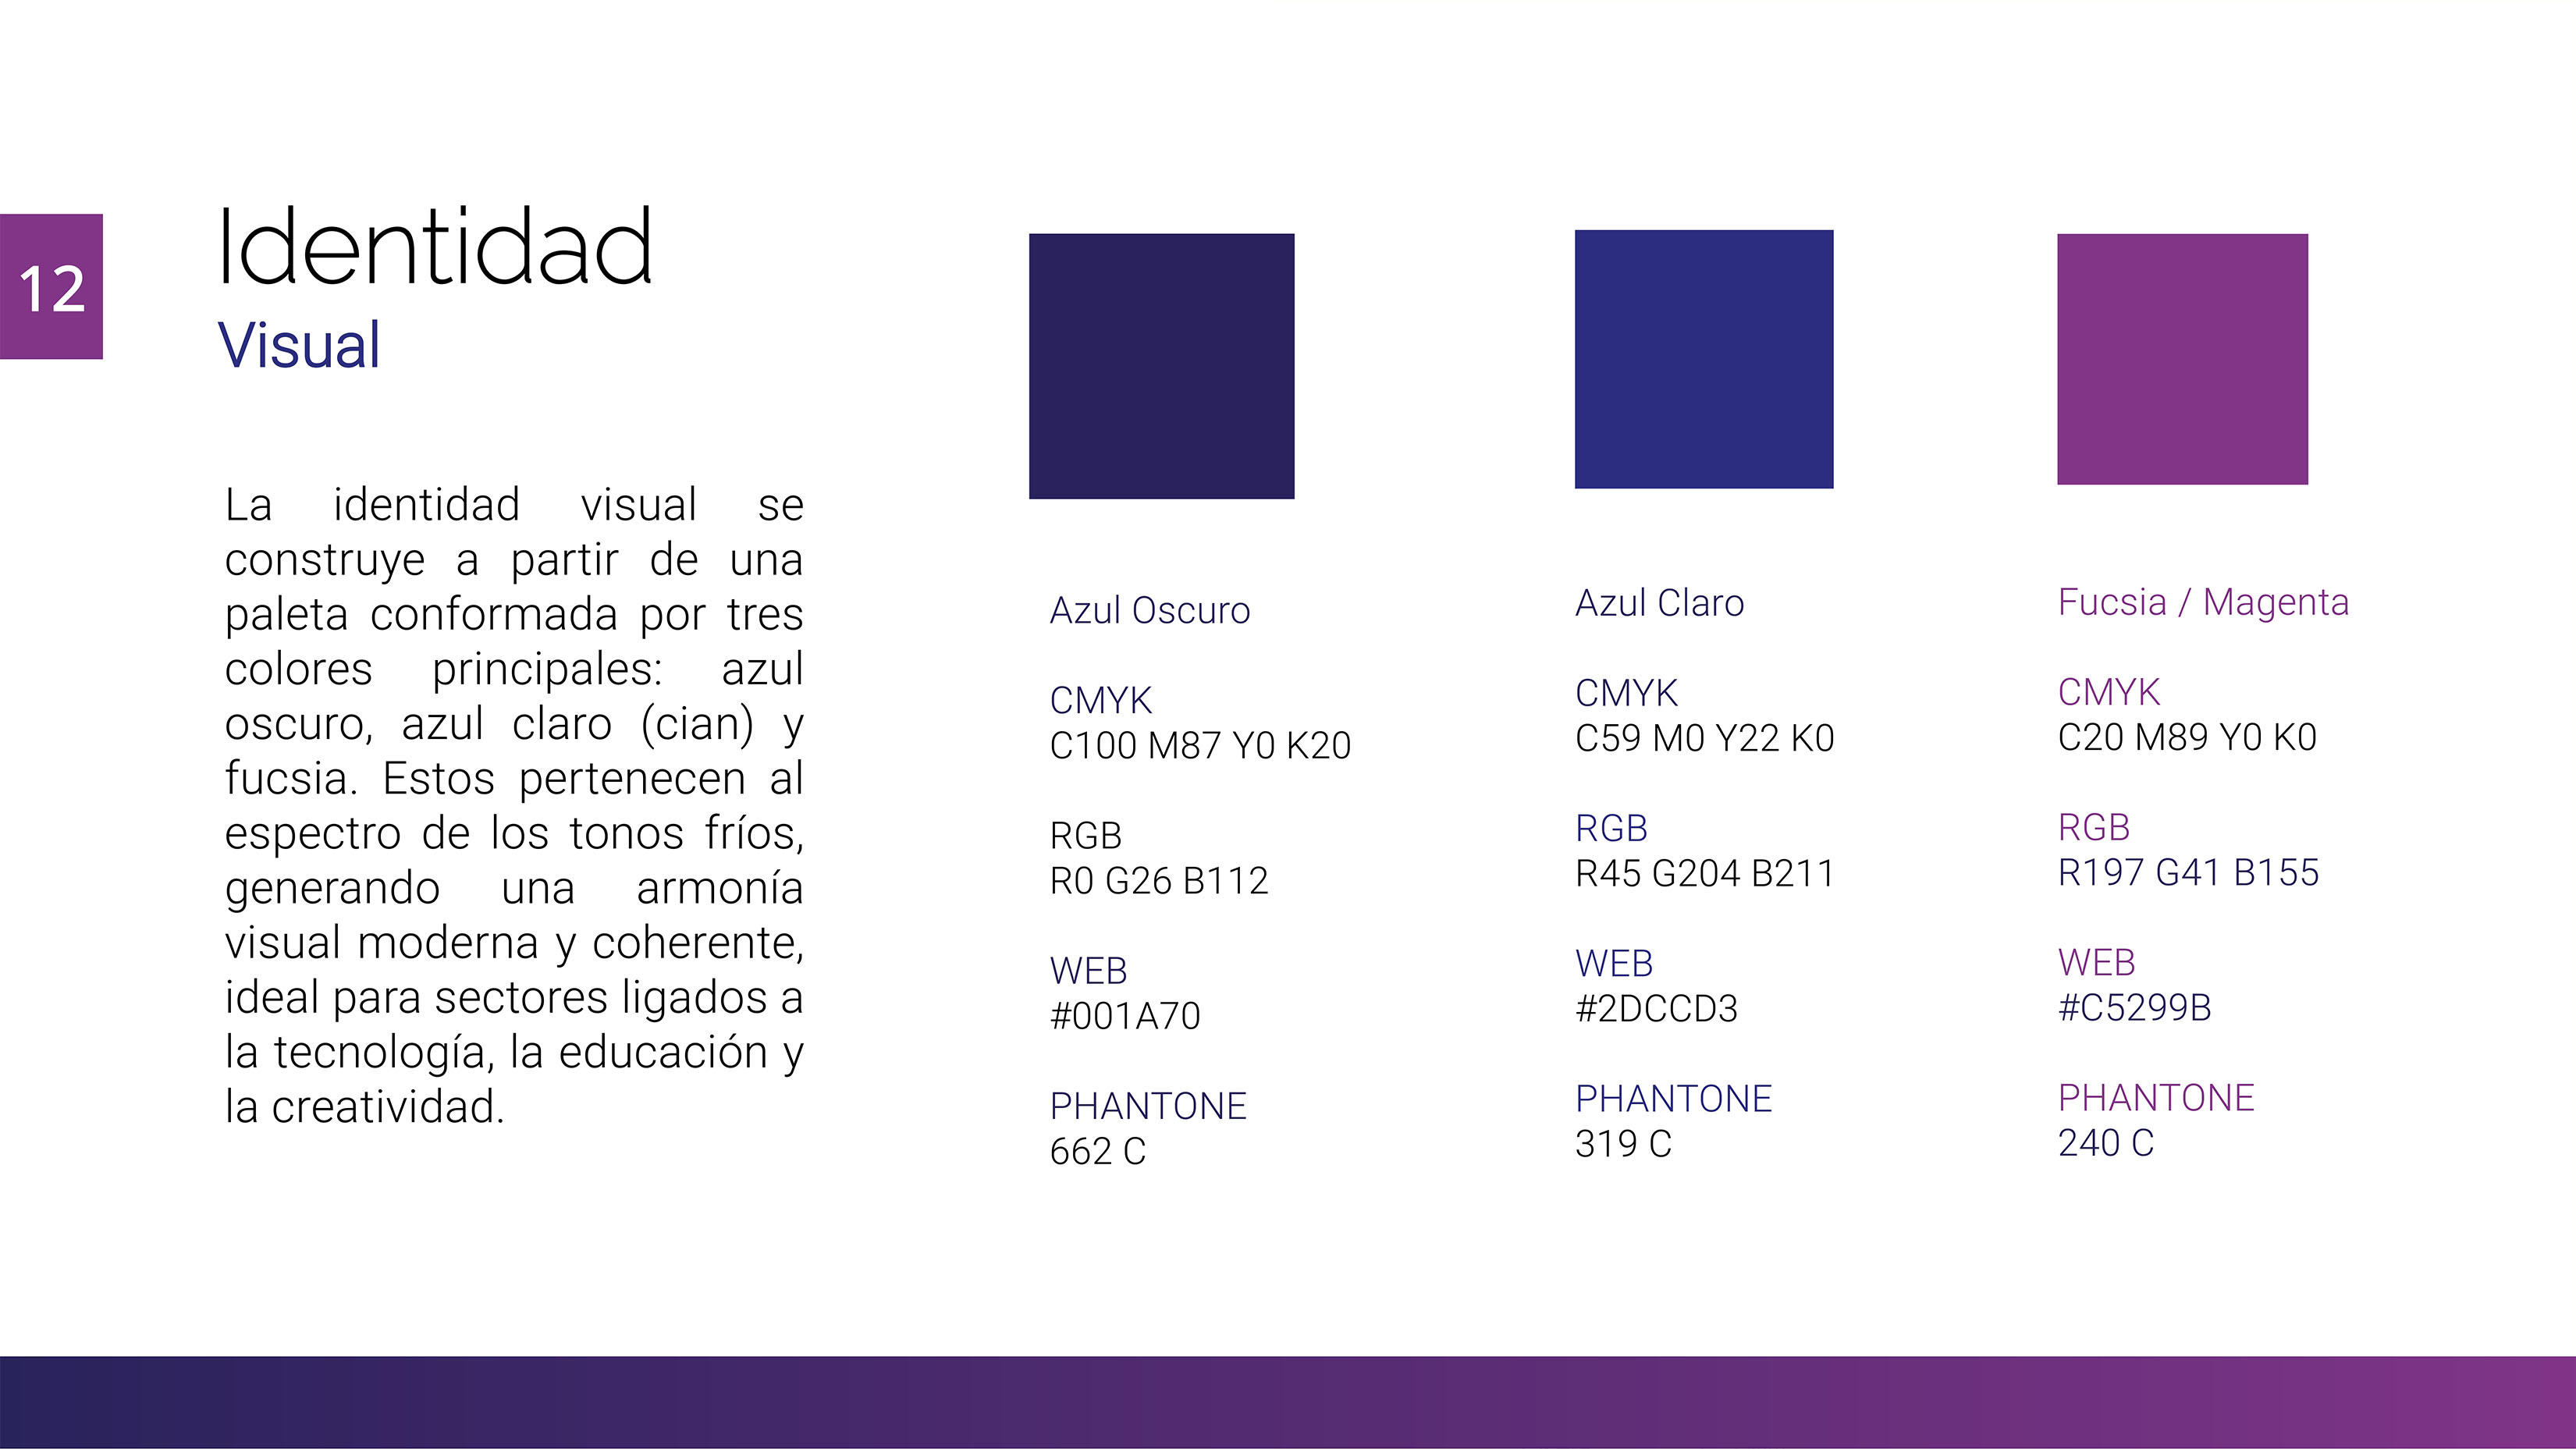 12
Identidad
Visual
La identidad visual se
construye a partir de una
paleta conformada por tres
colores principales: azul
oscuro, azul claro (cian) y
fucsia. Estos pertenecen al
espectro de los tonos fríos,
generando una armonía
visual moderna y coherente,
ideal para sectores ligados a
la tecnología, la educación y
la creatividad.
Azul Oscuro
CMYK
C100 M87 Y0 K20
RGB
R0 G26 B112
WEB
#001A70
PHANTONE
662 C
Azul Claro
CMYK
C59 M0 Y22 K0
RGB
R45 G204 B211
WEB
#2DCCD3
PHANTONE
319 C
Fucsia / Magenta
CMYK
C20 M89 Y0 K0
RGB
R197 G41 B155
WEB
#C5299B
PHANTONE
240 C